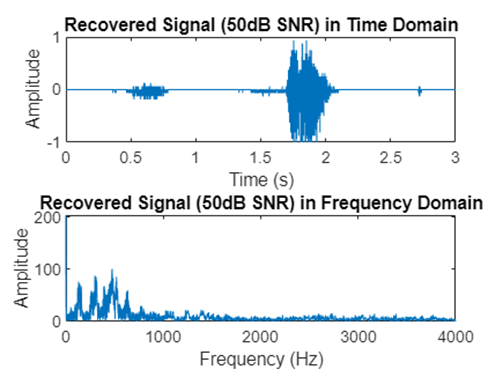 Recovered Signal (50dB SNR) in Time Domain
1
0
-1
Amplitude
0 0.5 1 1.5 2 2.5 3
Time (s)
Recovered Signal (50dB SNR) in Frequency Domain
200
100
0
Amplitude
0 1000 2000 3000 4000
Frequency (Hz)